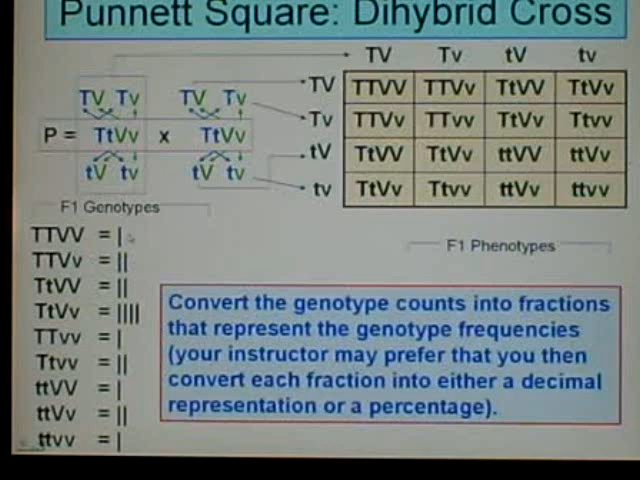 Punnett Square: Dihybrid Cross
TV Tv tV tv
TV TTVV TTVv TtVV TtVv
Tv TTVv TTvv TtVv Ttvv
tV TtVV TtVv ttVV ttVv
tv TtVv Ttvv ttVv ttvv
TV Tv TV Tv
P = TtVv x TtVv
tV tv tV tv
F1 Genotypes
TTVV = |
TTVv = ||
TtVV = ||
TtVv = ||||
TTvv = |
Ttvv = ||
ttVV = |
ttVv = ||
ttvv = |
F1 Phenotypes
Convert the genotype counts into fractions
that represent the genotype frequencies
(your instructor may prefer that you then
convert each fraction into either a decimal
representation or a percentage).